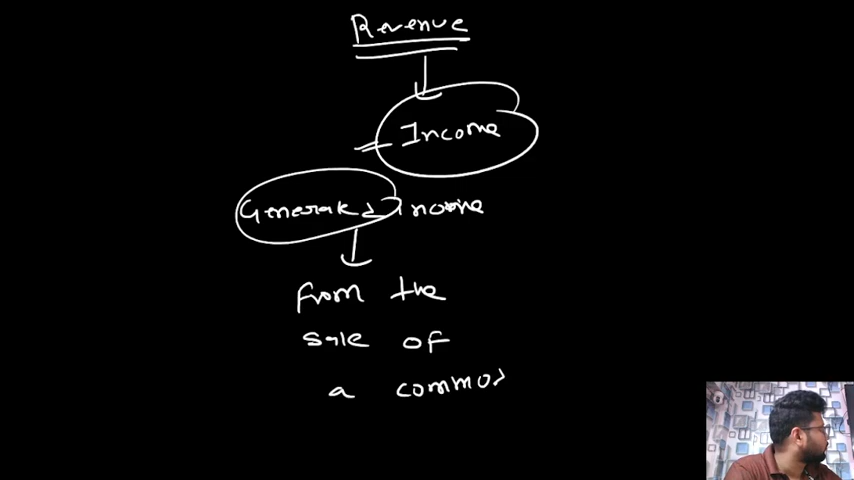 Revenue
Income
Generated Income
from the
sale of
a commod